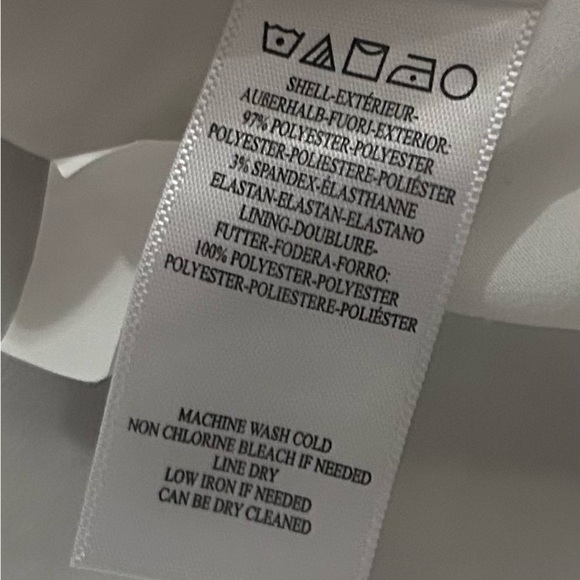 SHELL-EXTÉRIEUR-
AUBERHALB-FUORI-EXTERIOR:
97% POLYESTER-POLYESTER
POLYESTER-POLIESTERE-POLIÉSTER
3% SPANDEX-ÉLASTHANNE
ELASTAN-ELASTAN-ELASTANO
LINING-DOUBLURE-
FUTTER-FODERA-FORRO:
100% POLYESTER-POLYESTER
POLYESTER-POLIESTERE-POLIÉSTER
MACHINE WASH COLD
NON CHLORINE BLEACH IF NEEDED
LINE DRY
LOW IRON IF NEEDED
CAN BE DRY CLEANED